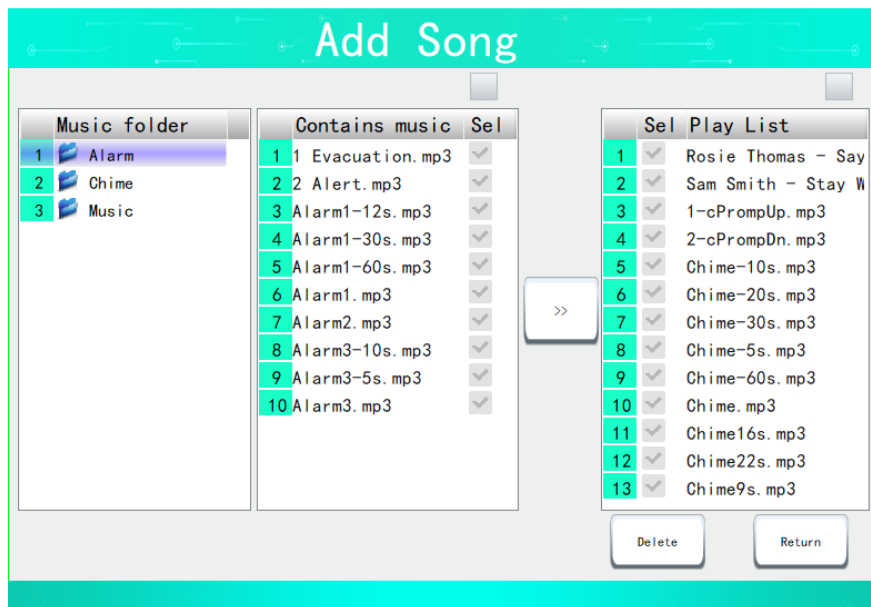 Add Song
Music folder
1 Alarm
2 Chime
3 Music
Contains music Sel
1 1 Evacuation.mp3
2 2 Alert.mp3
3 Alarm1-12s.mp3
4 Alarm1-30s.mp3
5 Alarm1-60s.mp3
6 Alarm1.mp3
7 Alarm2.mp3
8 Alarm3-10s.mp3
9 Alarm3-5s.mp3
10 Alarm3.mp3
>>
Sel Play List
1 Rosie Thomas - Say
2 Sam Smith - Stay W
3 1-cPrompUp.mp3
4 2-cPrompDn.mp3
5 Chime-10s.mp3
6 Chime-20s.mp3
7 Chime-30s.mp3
8 Chime-5s.mp3
9 Chime-60s.mp3
10 Chime.mp3
11 Chime16s.mp3
12 Chime22s.mp3
13 Chime9s.mp3
Delete
Return